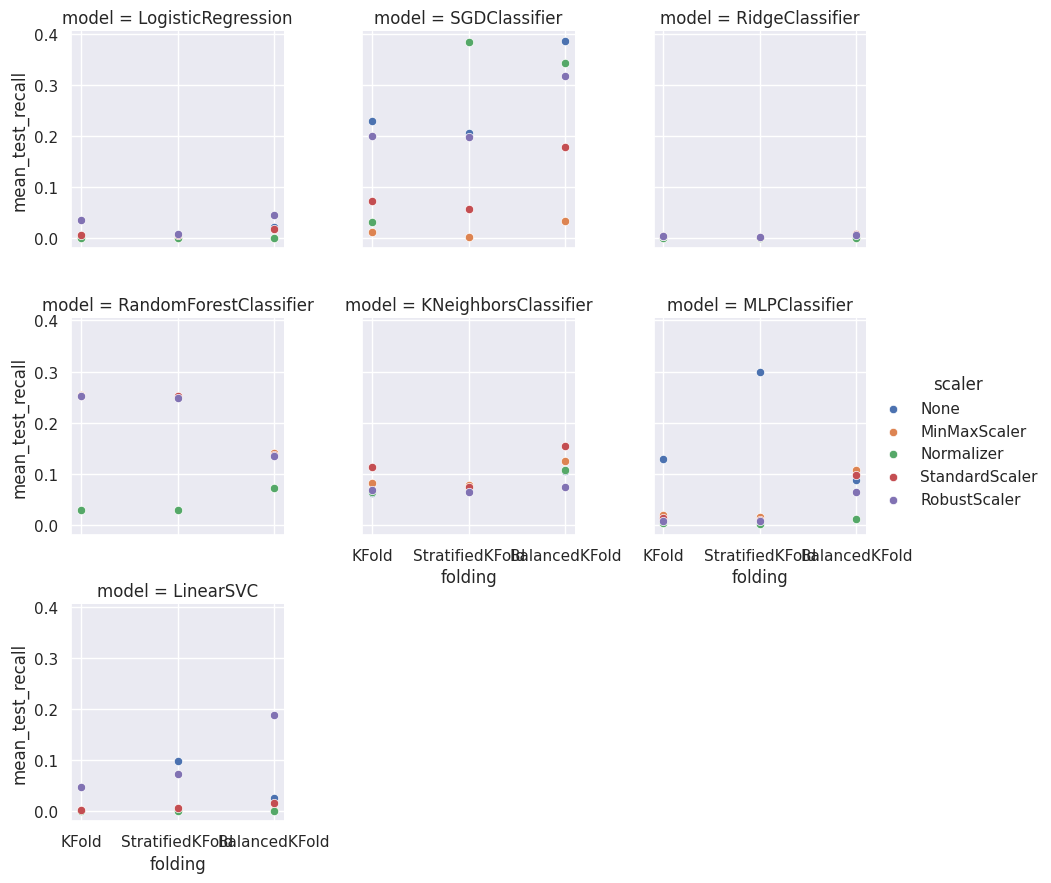 model = LogisticRegression
model = SGDClassifier
model = RidgeClassifier
0.4
0.3
0.2
0.1
0.0
mean_test_recall
model = RandomForestClassifier
model = KNeighborsClassifier
model = MLPClassifier
0.4
0.3
0.2
0.1
0.0
mean_test_recall
KFold
StratifiedKFold
BalancedKFold
folding
KFold
StratifiedKFold
BalancedKFold
folding
scaler
None
MinMaxScaler
Normalizer
StandardScaler
RobustScaler
model = LinearSVC
0.4
0.3
0.2
0.1
0.0
mean_test_recall
KFold
StratifiedKFold
BalancedKFold
folding